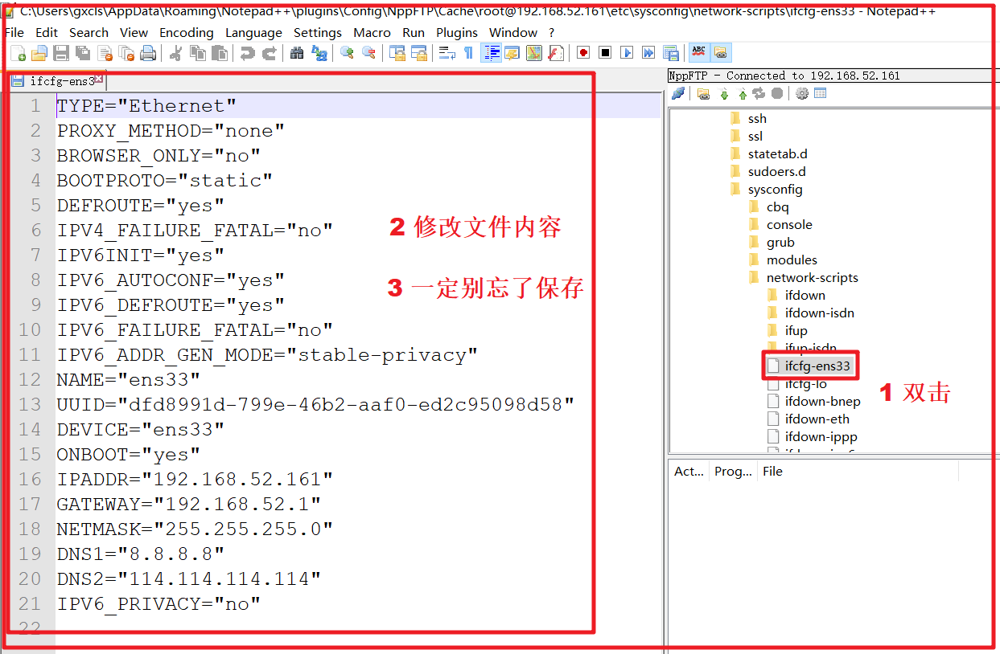 C:\Users\gxcls\AppData\Roaming\Notepad++\plugins\Config\NppFTP\Cache\root@192.168.52.161\etc\sysconfig\network-scripts\ifcfg-ens33 - Notepad++
File Edit Search View Encoding Language Settings Macro Run Plugins Window ?
ABC
ifcfg-ens3
1 TYPE="Ethernet"
2 PROXY_METHOD="none"
3 BROWSER_ONLY="no"
4 BOOTPROTO="static"
5 DEFROUTE="yes"
6 IPV4_FAILURE_FATAL="no"
7 IPV6INIT="yes"
8 IPV6_AUTOCONF="yes"
9 IPV6_DEFROUTE="yes"
10 IPV6_FAILURE_FATAL="no"
11 IPV6_ADDR_GEN_MODE="stable-privacy"
12 NAME="ens33"
13 UUID="dfd8991d-799e-46b2-aaf0-ed2c95098d58"
14 DEVICE="ens33"
15 ONBOOT="yes"
16 IPADDR="192.168.52.161"
17 GATEWAY="192.168.52.1"
18 NETMASK="255.255.255.0"
19 DNS1="8.8.8.8"
20 DNS2="114.114.114.114"
21 IPV6_PRIVACY="no"
22
2 修改文件内容
3 一定别忘了保存
NppFTP - Connected to 192.168.52.161
ssh
ssl
statetab.d
sudoers.d
sysconfig
cbq
console
grub
modules
network-scripts
ifdown
ifdown-isdn
ifup
ifup-isdn
ifcfg-ens33
ifcfg-lo
ifdown-bnep
ifdown-eth
ifdown-ippp
1 双击
Act... Prog... File